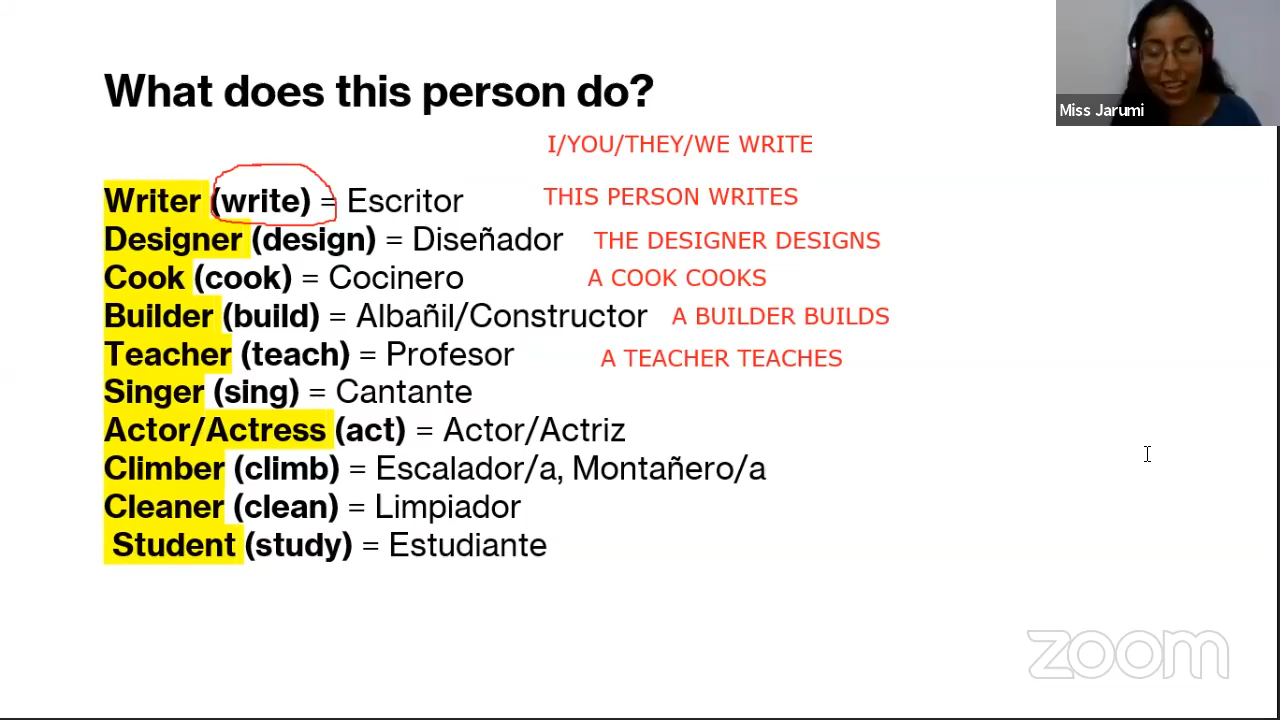 What does this person do?
Miss Jarumi
I/YOU/THEY/WE WRITE
Writer (write) = Escritor THIS PERSON WRITES
Designer (design) = Diseñador THE DESIGNER DESIGNS
Cook (cook) = Cocinero A COOK COOKS
Builder (build) = Albañil/Constructor A BUILDER BUILDS
Teacher (teach) = Profesor A TEACHER TEACHES
Singer (sing) = Cantante
Actor/Actress (act) = Actor/Actriz
Climber (climb) = Escalador/a, Montañero/a
Cleaner (clean) = Limpiador
Student (study) = Estudiante
zoom